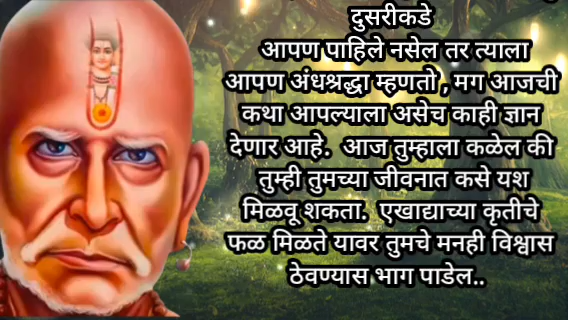 दुसरीकडे
आपण पाहिले नसेल तर त्याला
आपण अंधश्रद्धा म्हणतो , मग आजची
कथा आपल्याला असेच काही ज्ञान
देणार आहे. आज तुम्हाला कळेल की
तुम्ही तुमच्या जीवनात कसे यश
मिळवू शकता. एखाद्याच्या कृतीचे
फळ मिळते यावर तुमचे मनही विश्वास
ठेवण्यास भाग पाडेल..